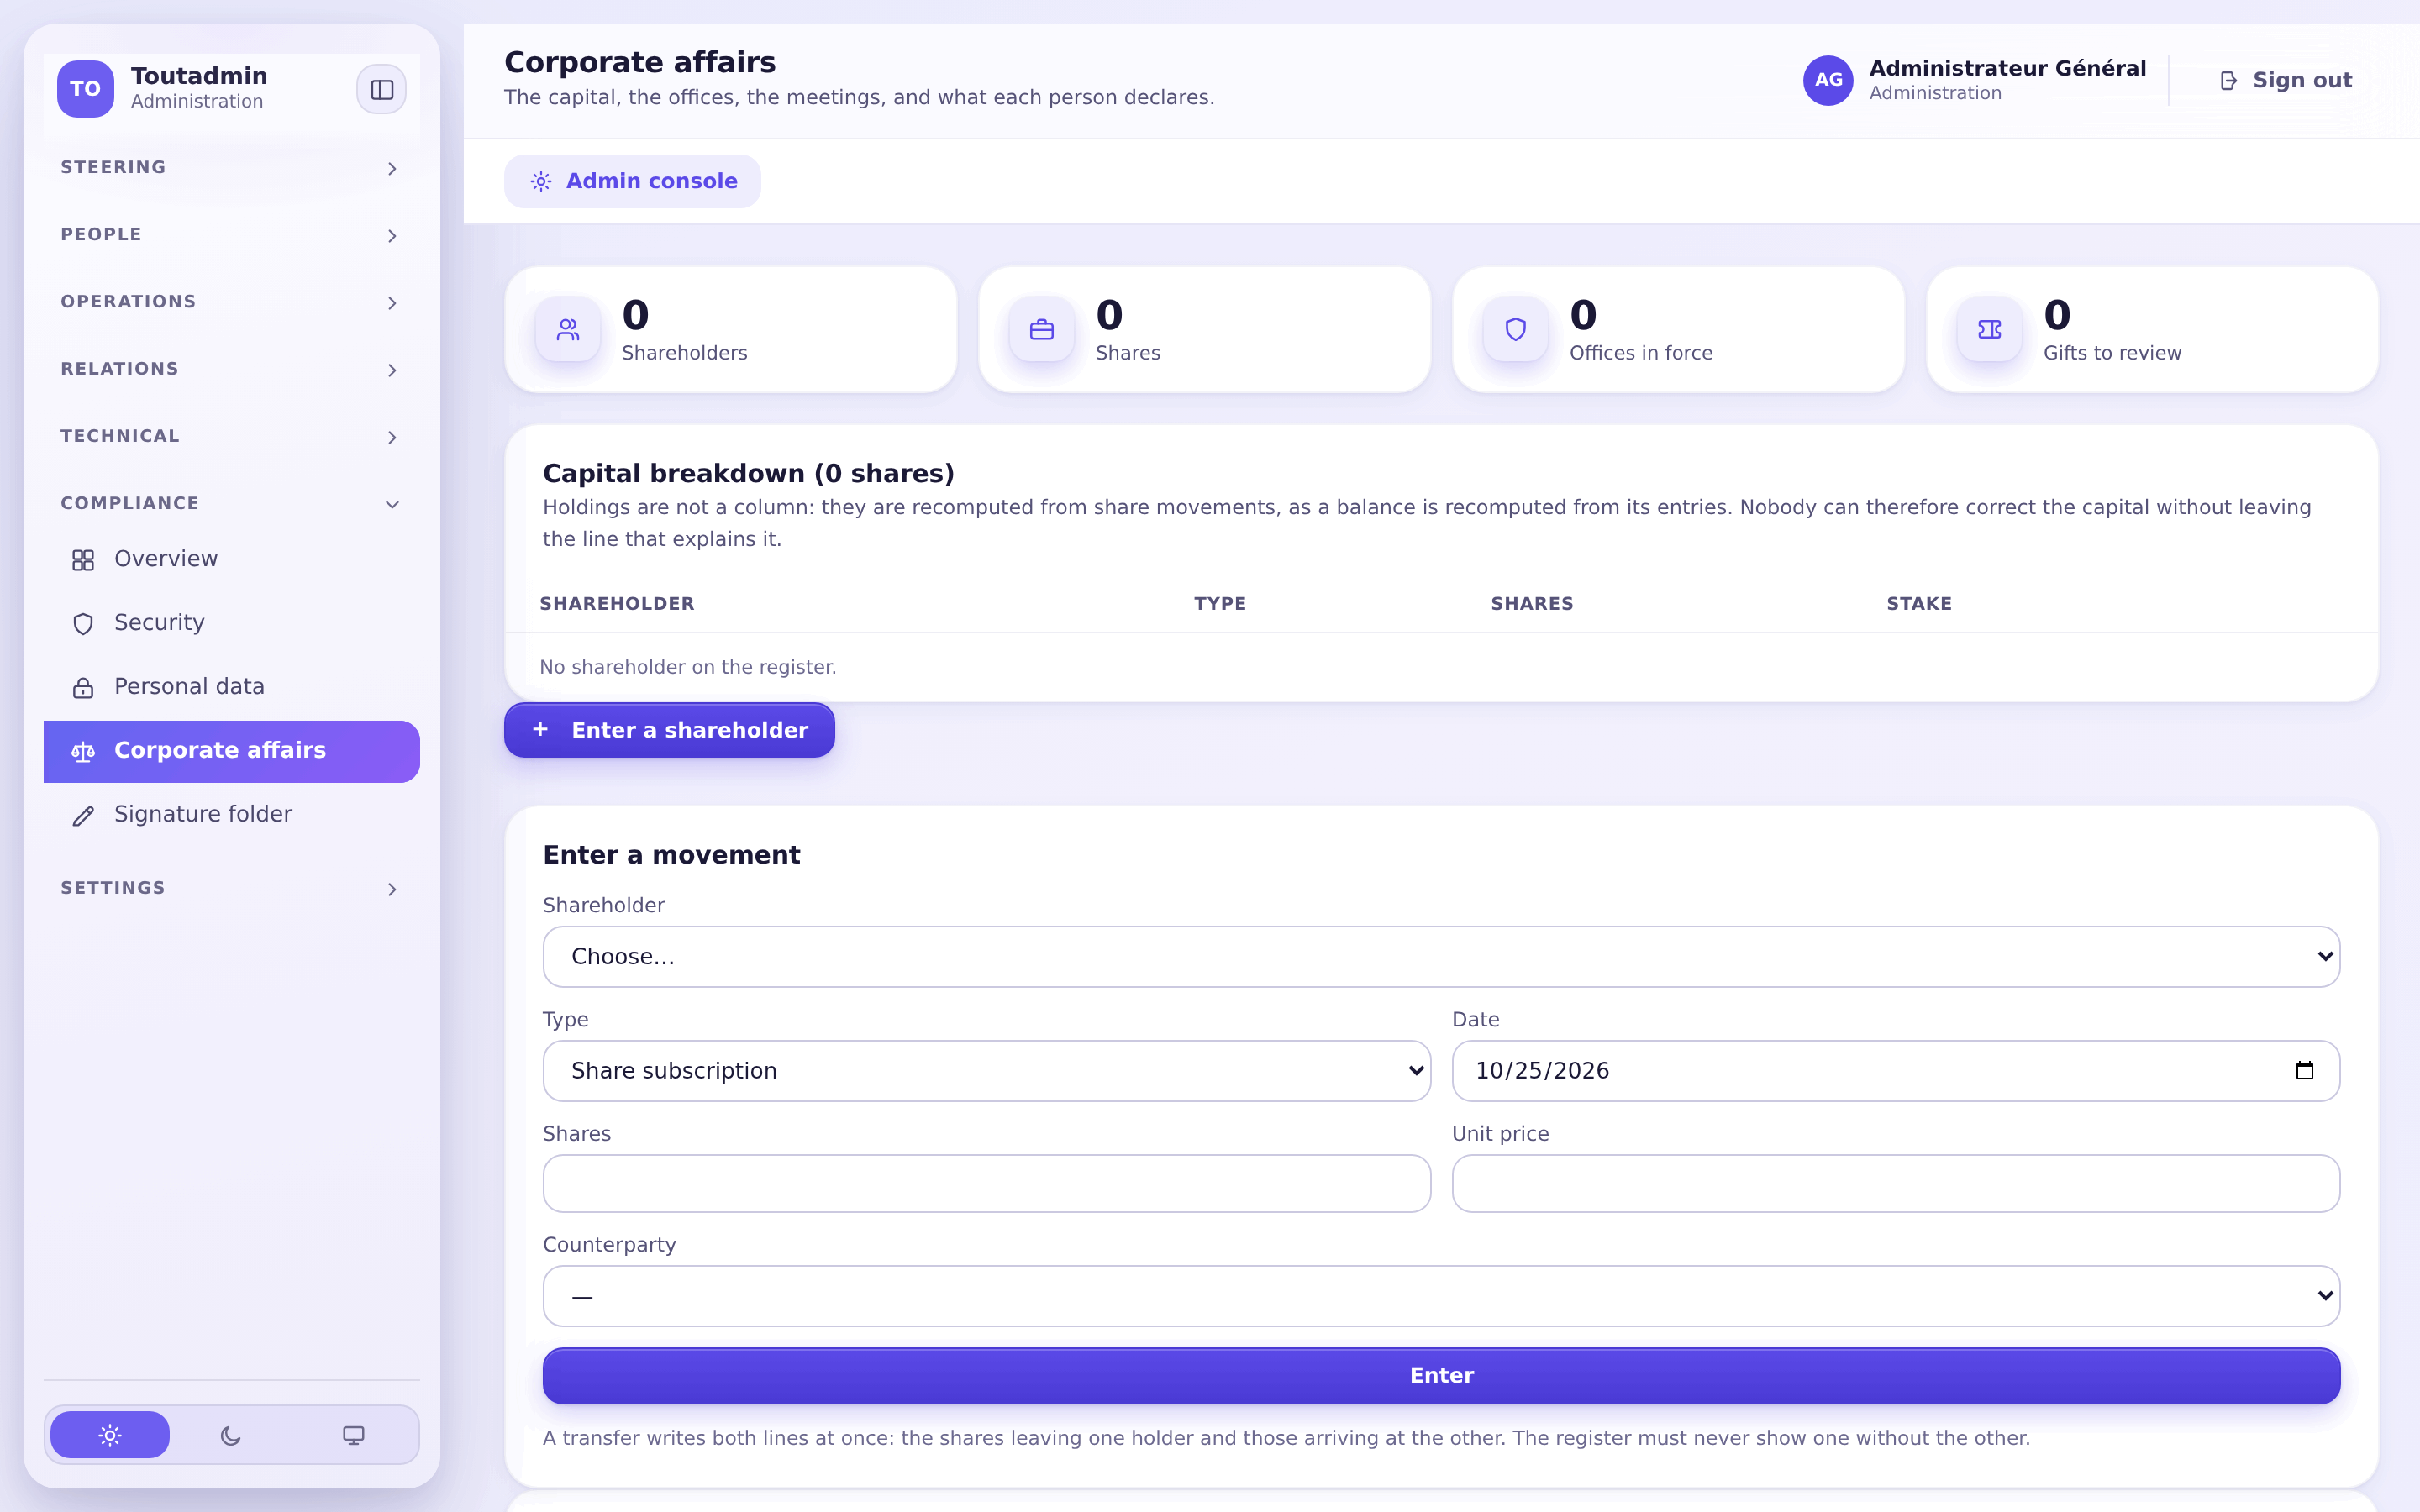 TO
Toutadmin
Administration
STEERING
PEOPLE
OPERATIONS
RELATIONS
TECHNICAL
COMPLIANCE
Overview
Security
Personal data
Corporate affairs
Signature folder
SETTINGS
Corporate affairs
The capital, the offices, the meetings, and what each person declares.
AG
Administrateur Général
Administration
Sign out
Admin console
0
Shareholders
0
Shares
0
Offices in force
0
Gifts to review
Capital breakdown (0 shares)
Holdings are not a column: they are recomputed from share movements, as a balance is recomputed from its entries. Nobody can therefore correct the capital without leaving
the line that explains it.
SHAREHOLDER TYPE SHARES STAKE
No shareholder on the register.
+ Enter a shareholder
Enter a movement
Shareholder
Choose...
Type Date
Share subscription 10/25/2026
Shares Unit price
Counterparty
—
Enter
A transfer writes both lines at once: the shares leaving one holder and those arriving at the other. The register must never show one without the other.